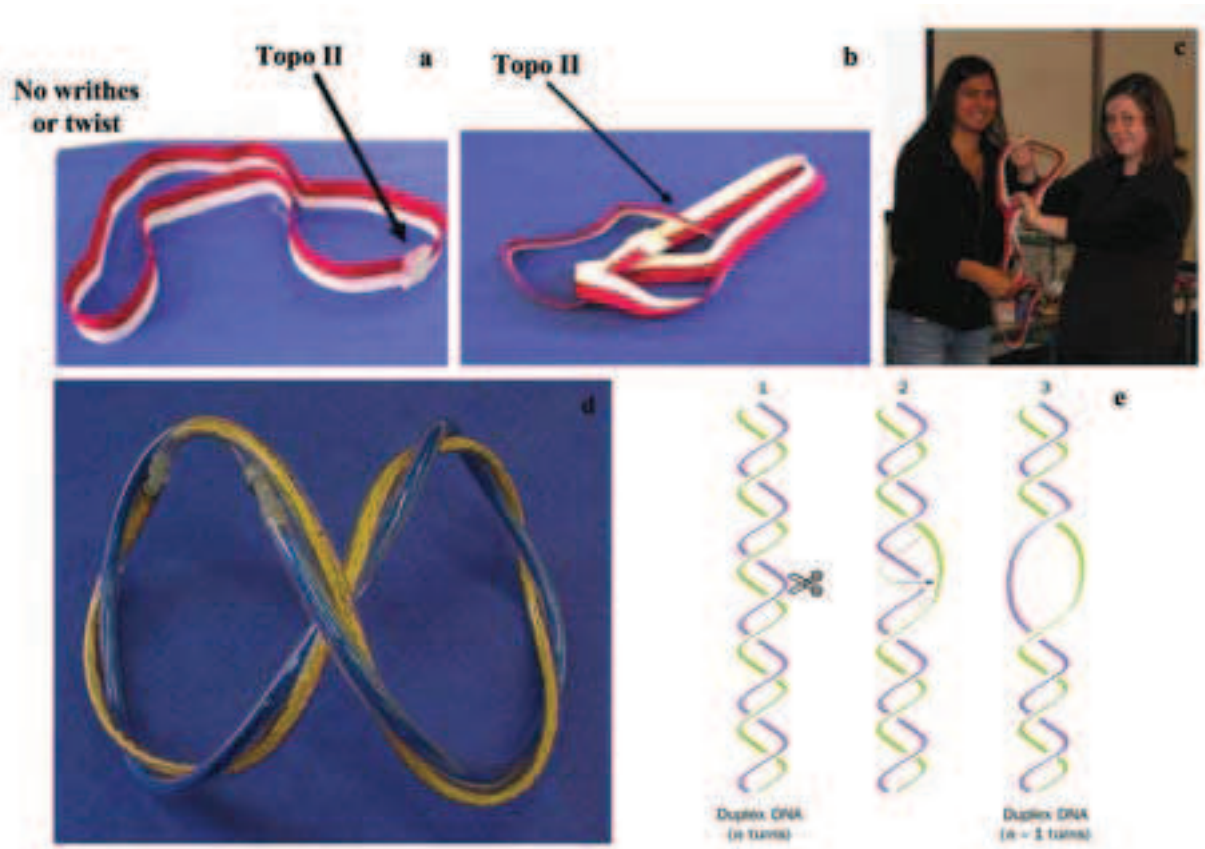 Topo II
a
No writhes
or twist
Topo II
b
c
d
1
2
3
e
Duplex DNA
(n turns)
Duplex DNA
(n – 1 turns)